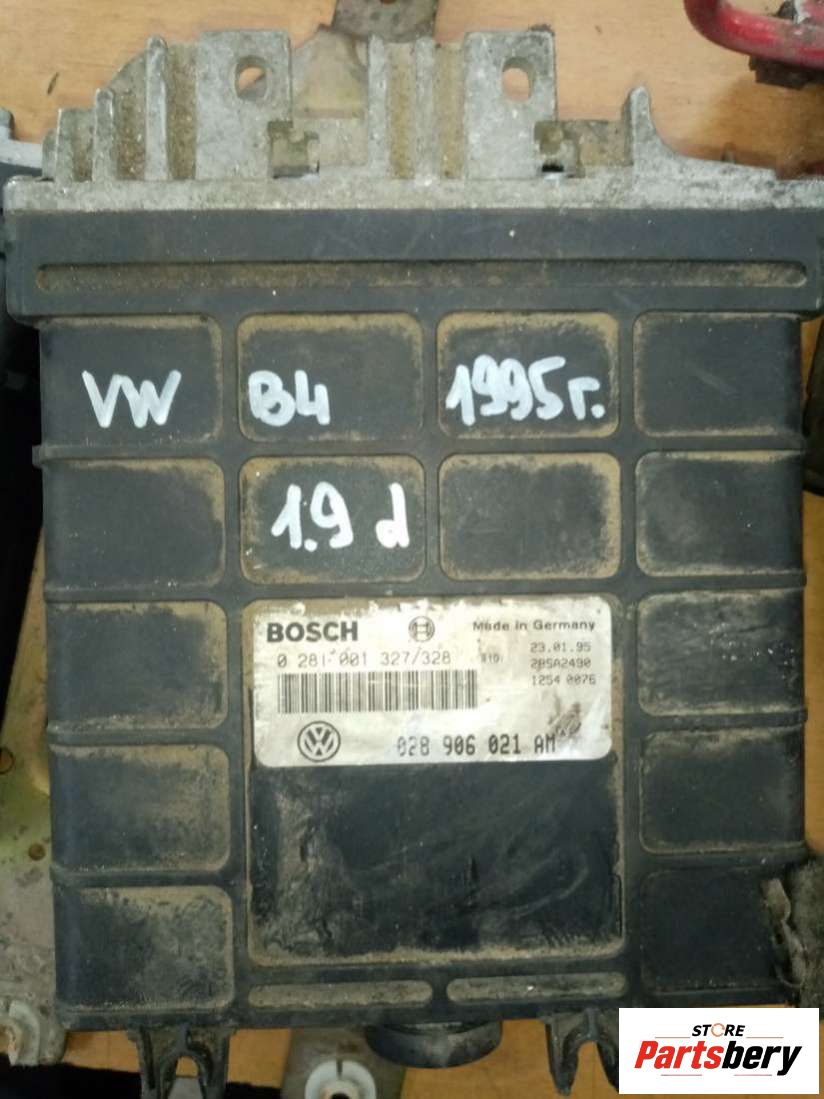 VW B4 1995г.
1.9 d
BOSCH Made in Germany
0 281 001 327/328 23.01.95
28SA2490
1254 0076
028 906 021 AM
STORE
Partsbery